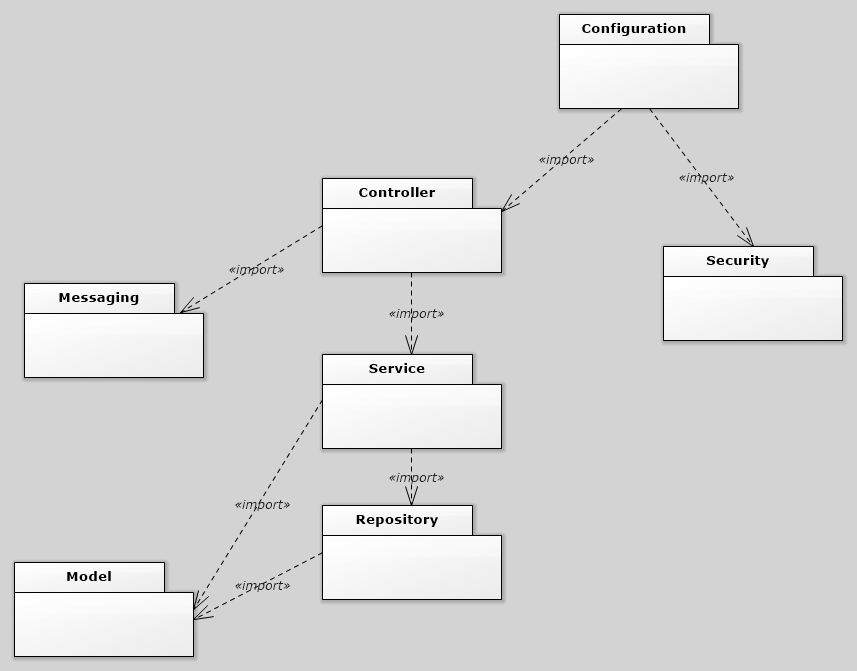 Configuration
«import»
«import»
Controller
Security
«import»
Messaging
«import»
Service
«import»
«import»
Repository
Model
«import»